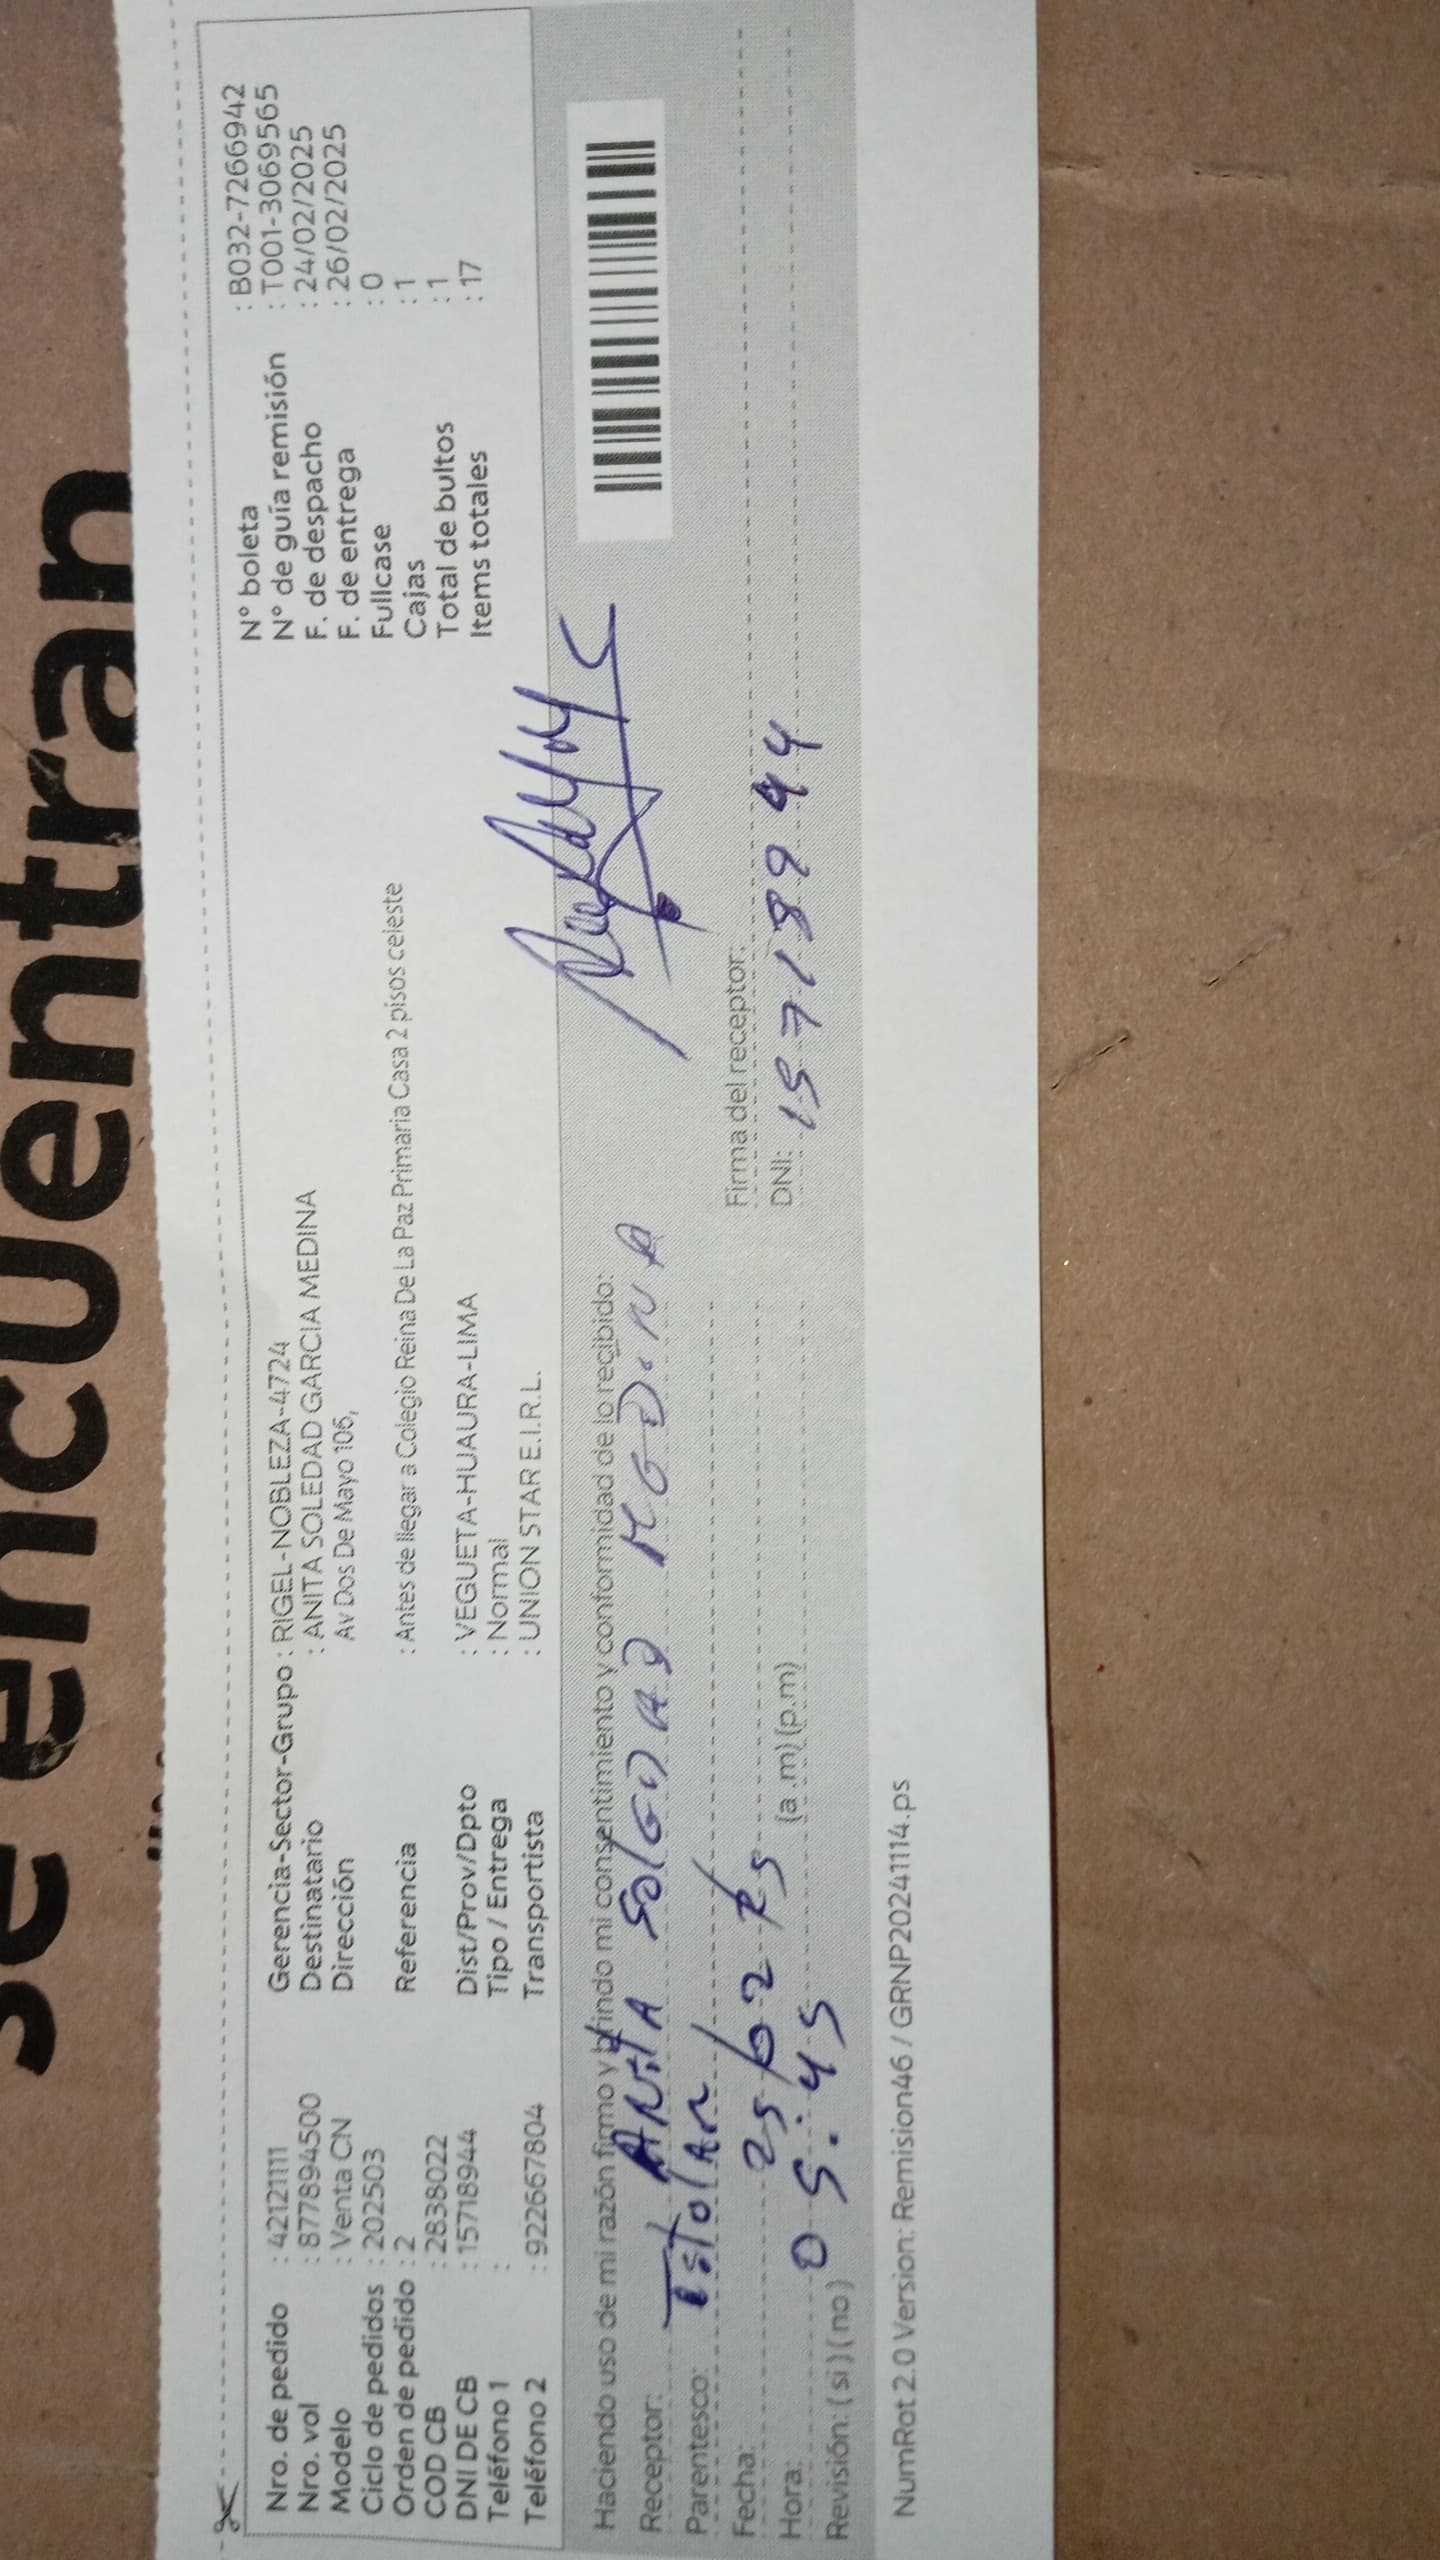 se encuentran
Nro. de pedido : 42121111 Gerencia-Sector-Grupo : RIGEL-NOBLEZA-4724 N° boleta : B032-7266942
Nro. vol : 877894500 Destinatario : ANITA SOLEDAD GARCIA MEDINA N° de guía remisión : T001-3069565
Modelo : Venta CN Dirección Av Dos De Mayo 106, F. de despacho : 24/02/2025
Ciclo de pedidos : 202503 F. de entrega : 26/02/2025
Orden de pedido : 2 Referencia : Antes de llegar a Colegio Reina De La Paz Primaria Casa 2 pisos celeste Fullcase : 0
COD CB : 2838022 Cajas : 1
DNI DE CB : 15718944 Dist/Prov/Dpto : VEGUETA-HUAURA-LIMA Total de bultos : 1
Teléfono 1 : Tipo / Entrega : Normal Items totales : 17
Teléfono 2 : 922667804 Transportista : UNION STAR E.I.R.L.
Haciendo uso de mi razón firmo y brindo mi consentimiento y conformidad de lo recibido:
Receptor: ANitA SolGDAD MGDiNA
Parentesco: TitolAr
Fecha: 25/02/25 Firma del receptor:
Hora: 05:45 (a.m) (p.m) DNI: 15718944
Revisión: ( si ) ( no )
NumRot 2.0 Version: Remision46 / GRNP20241114.ps